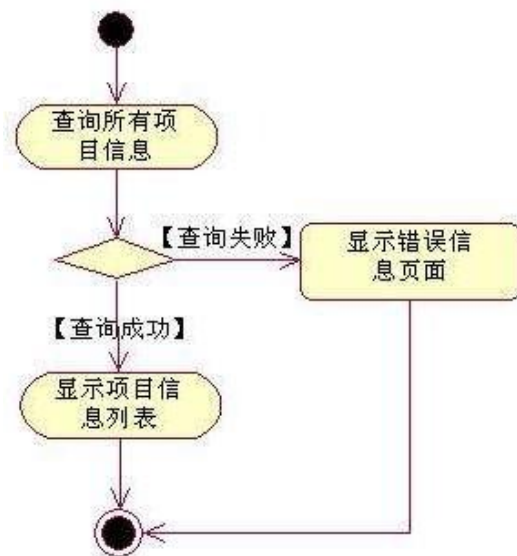 查询所有项
目信息
【查询失败】
显示错误信
息页面
【查询成功】
显示项目信
息列表